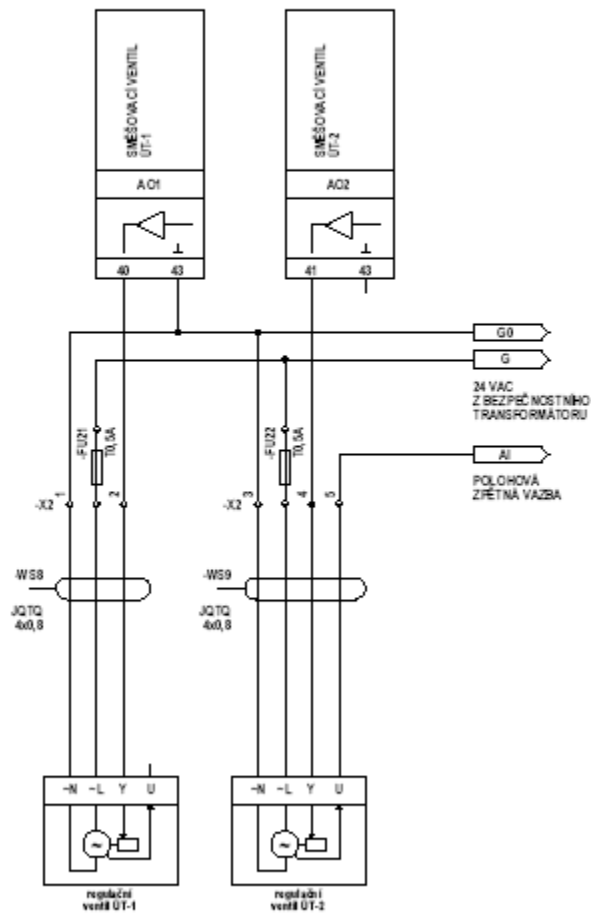 SMĚŠOVACÍ VENTIL
ÚT-1
SMĚŠOVACÍ VENTIL
ÚT-2
AO1
AO2
40 43
41 43
G0
G
24 VAC
Z BEZPEČNOSTNÍHO
TRANSFORMÁTORU
-FU21
T0,5A
-FU22
T0,5A
AI
POLOHOVÁ
ZPĚTNÁ VAZBA
-X2 1 2
-X2 3 4 5
-WS8
JQTQ
4x0,8
-WS9
JQTQ
4x0,8
~N ~L Y U
~N ~L Y U
~
~
regulační
ventil ÚT-1
regulační
ventil ÚT-2